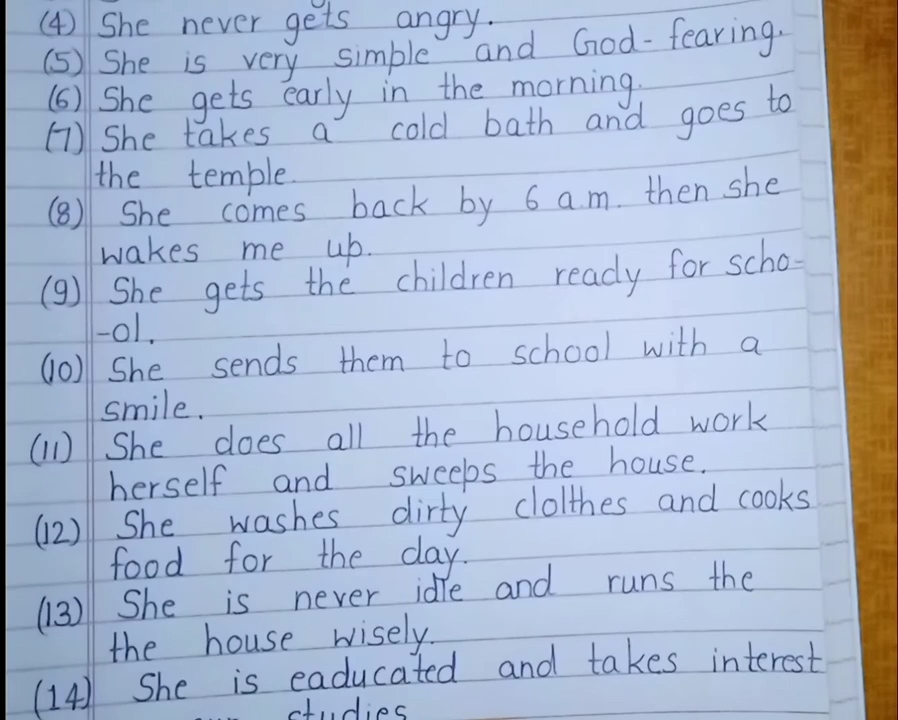 (4) She never gets angry.
(5) She is very simple and God-fearing.
(6) She gets early in the morning.
(7) She takes a cold bath and goes to
the temple.
(8) She comes back by 6 a.m. then she
wakes me up.
(9) She gets the children ready for scho-
-ol.
(10) She sends them to school with a
smile.
(11) She does all the household work
herself and sweeps the house.
(12) She washes dirty clolthes and cooks
food for the day.
(13) She is never idle and runs the
the house wisely.
(14) She is eaducated and takes interest
studies